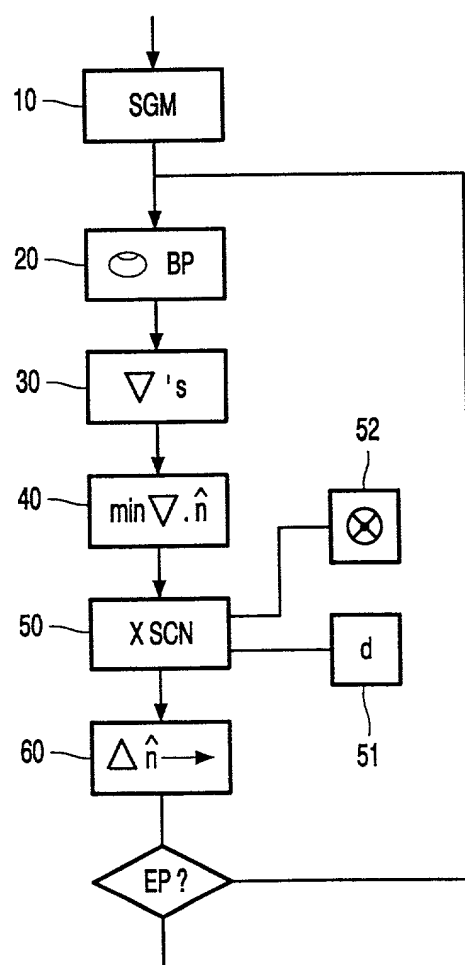 10
SGM
20
BP
30
∇ 's
40
min ∇ . n̂
52
50
X SCN
d
51
60
Δ n̂ →
EP ?